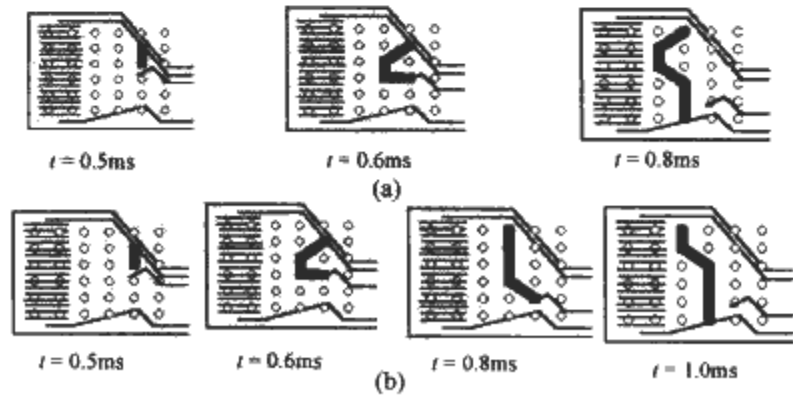 t = 0.5ms
t = 0.6ms
t = 0.8ms
(a)
t = 0.5ms
t = 0.6ms
t = 0.8ms
t = 1.0ms
(b)